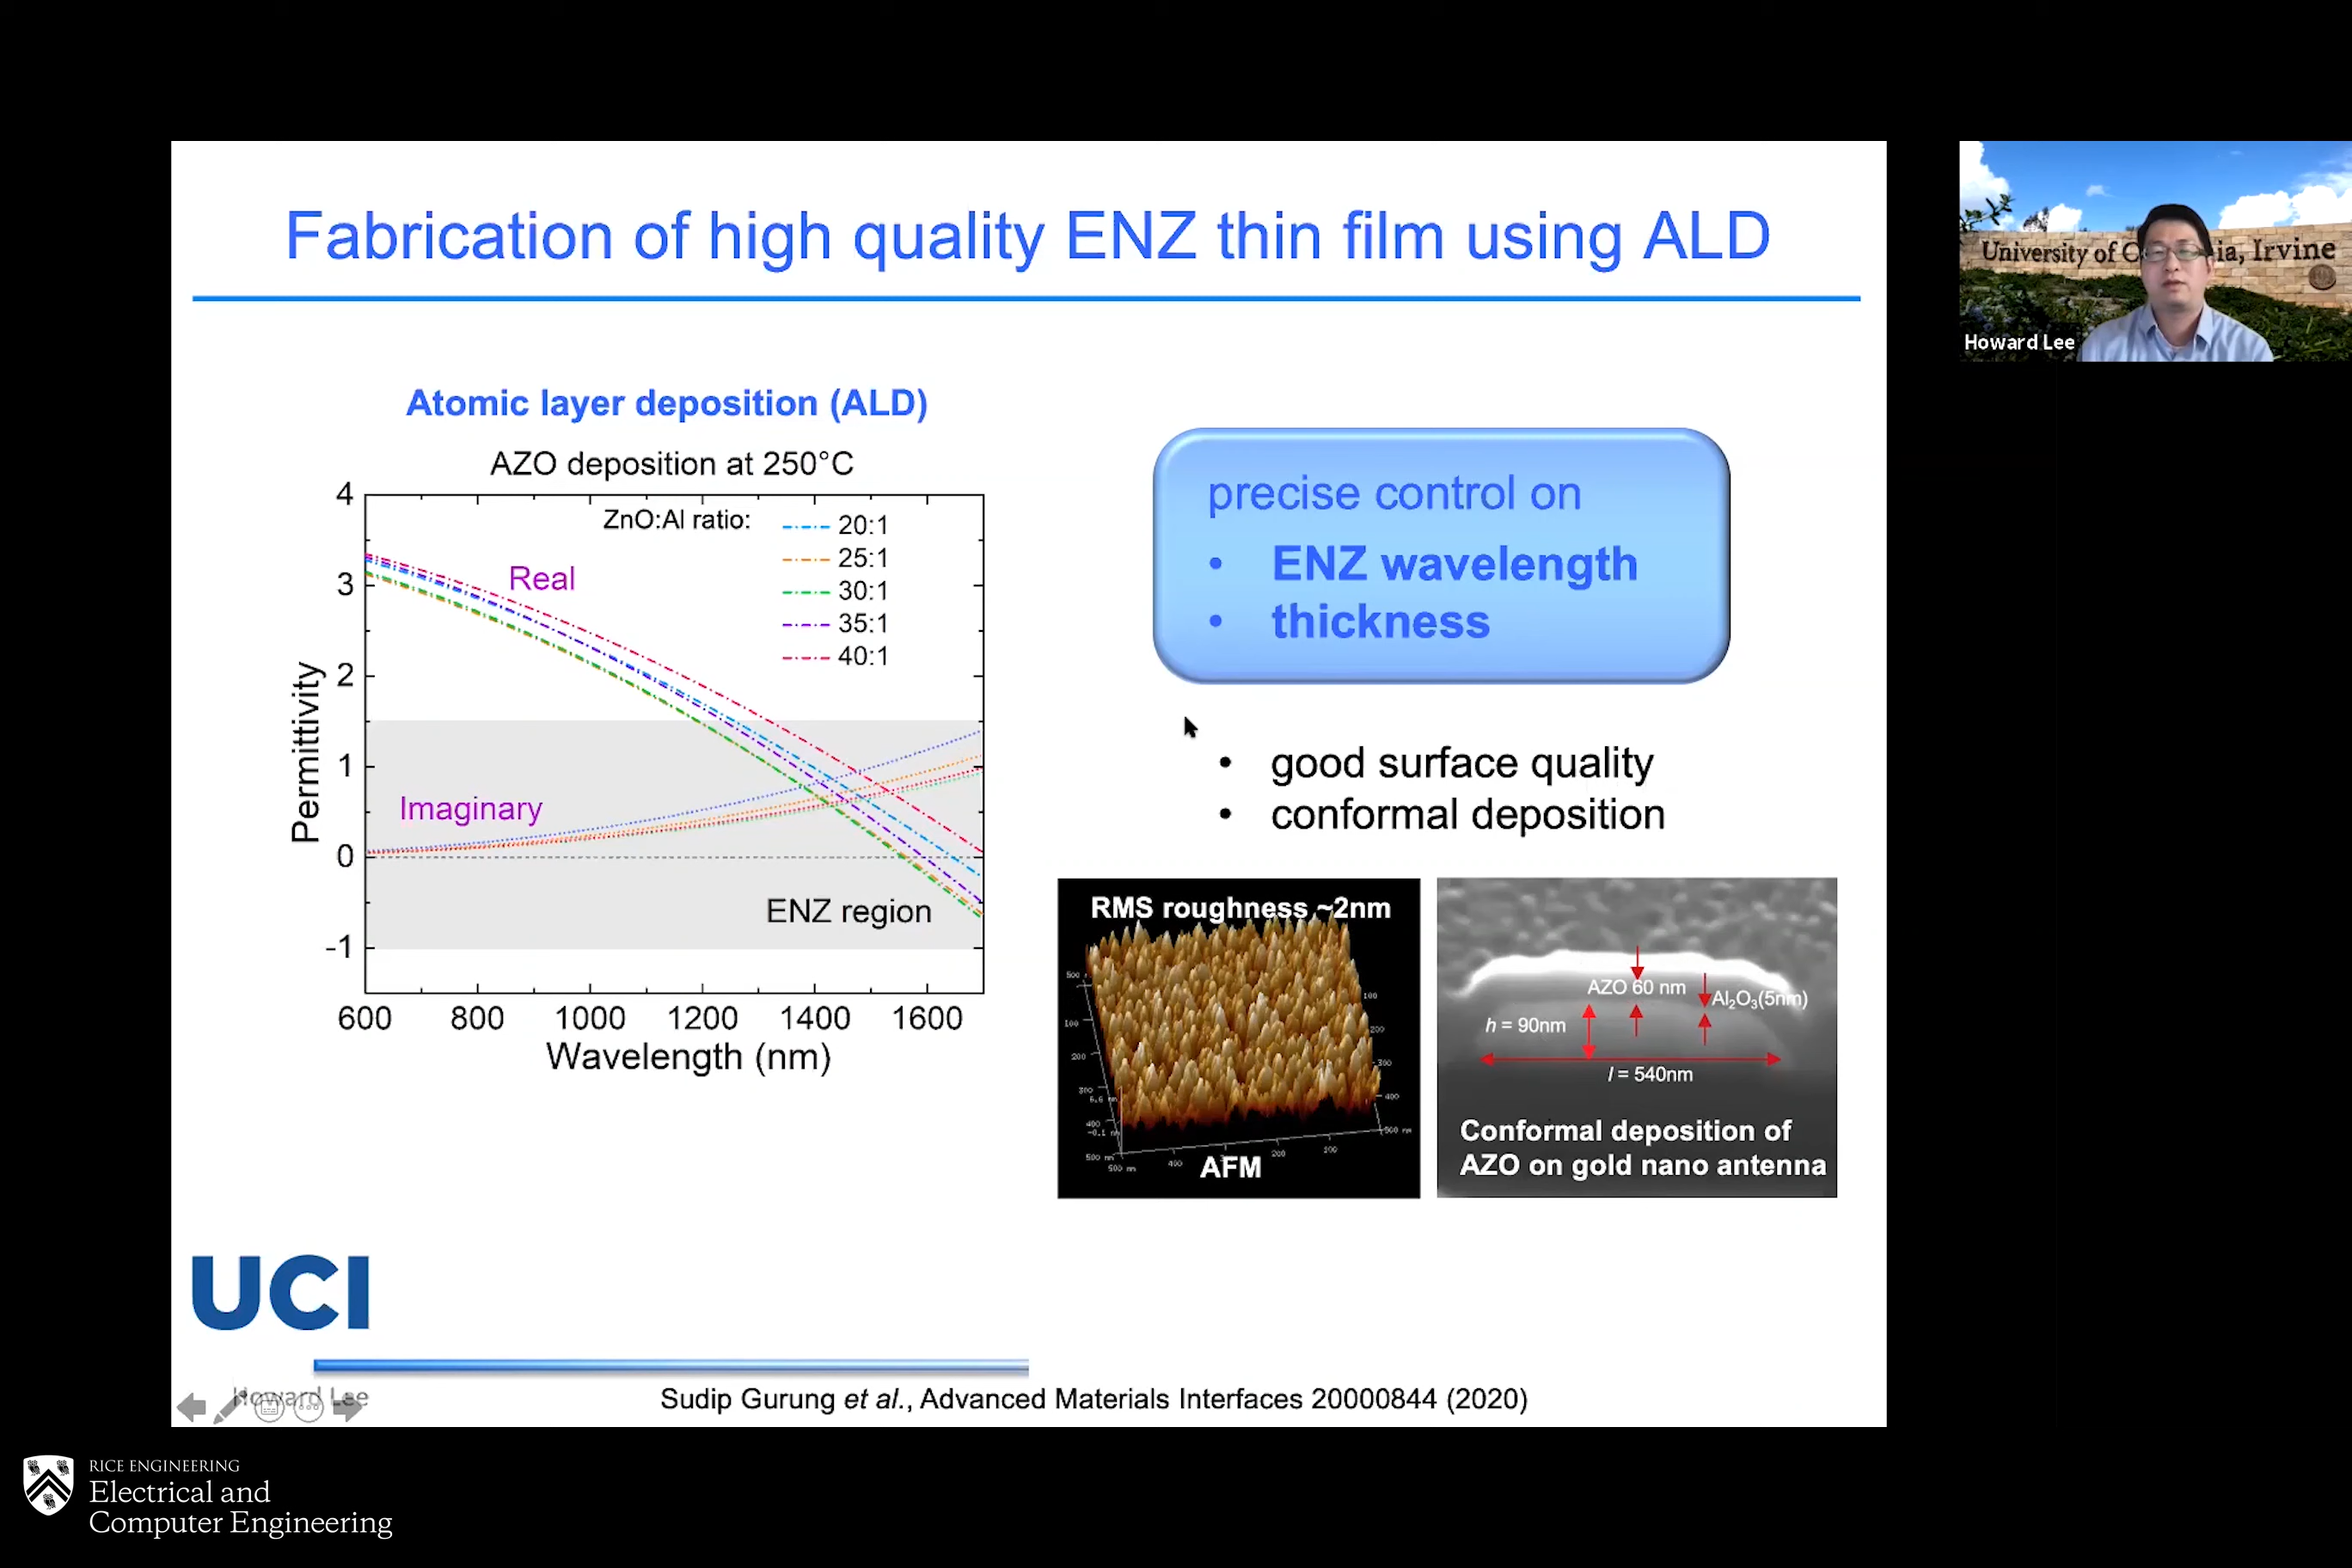 Fabrication of high quality ENZ thin film using ALD
University of C ia, Irvine
Howard Lee
Atomic layer deposition (ALD)
AZO deposition at 250°C
ZnO:Al ratio:
20:1
25:1
30:1
35:1
40:1
Real
Imaginary
ENZ region
Permittivity
4
3
2
1
0
-1
600 800 1000 1200 1400 1600
Wavelength (nm)
precise control on
• ENZ wavelength
• thickness
• good surface quality
• conformal deposition
RMS roughness ~2nm
AFM
AZO 60 nm
Al₂O₃(5nm)
h = 90nm
l = 540nm
Conformal deposition of
AZO on gold nano antenna
UCI
Howard Lee
Sudip Gurung et al., Advanced Materials Interfaces 20000844 (2020)
RICE ENGINEERING
Electrical and
Computer Engineering